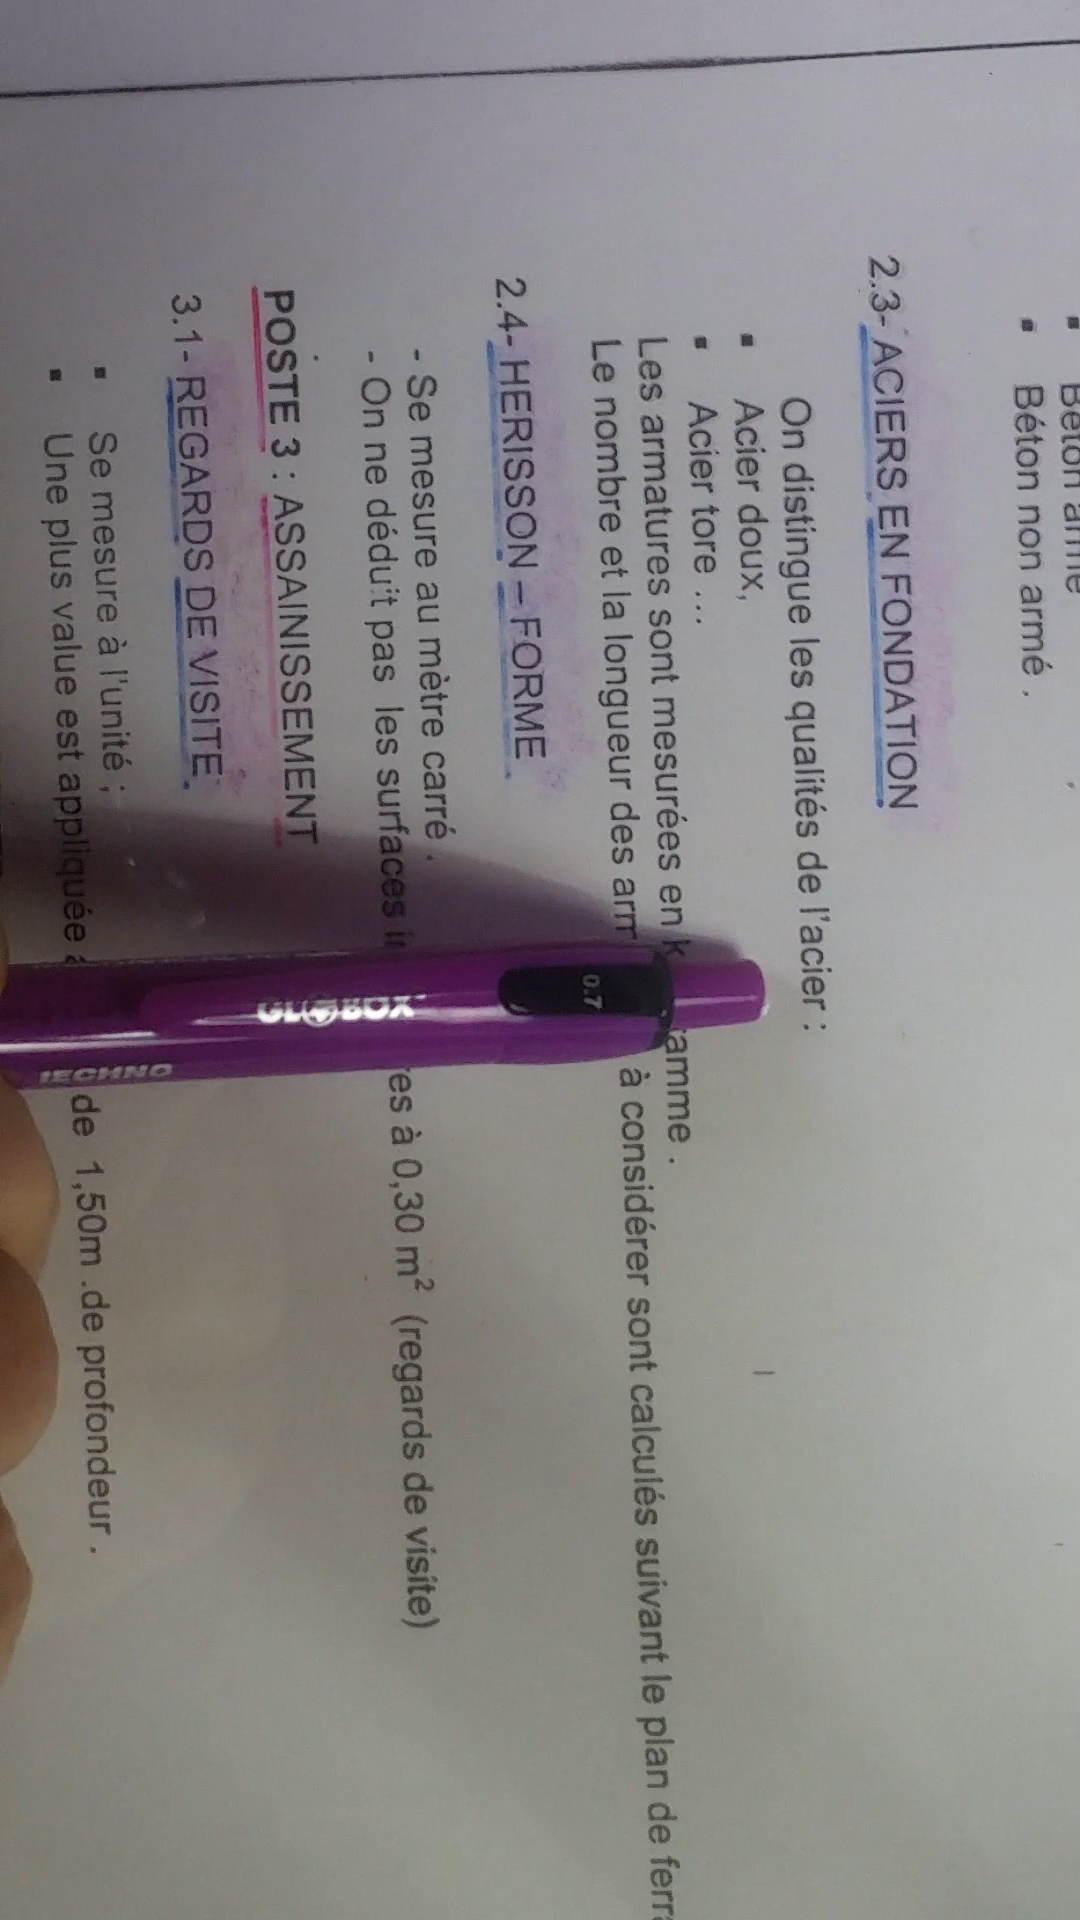 Béton armé
▪ Béton non armé .
2.3- ACIERS EN FONDATION
On distingue les qualités de l'acier :
▪ Acier doux,
▪ Acier tore ...
Les armatures sont mesurées en k amme .
Le nombre et la longueur des arm à considérer sont calculés suivant le plan de ferra
2.4- HERISSON – FORME
- Se mesure au mètre carré .
- On ne déduit pas les surfaces in res à 0,30 m² (regards de visite)
POSTE 3 : ASSAINISSEMENT
3.1- REGARDS DE VISITE
▪ Se mesure à l'unité ;
▪ Une plus value est appliquée de 1,50m .de profondeur .
0.7
GLOBOX
TECHNO